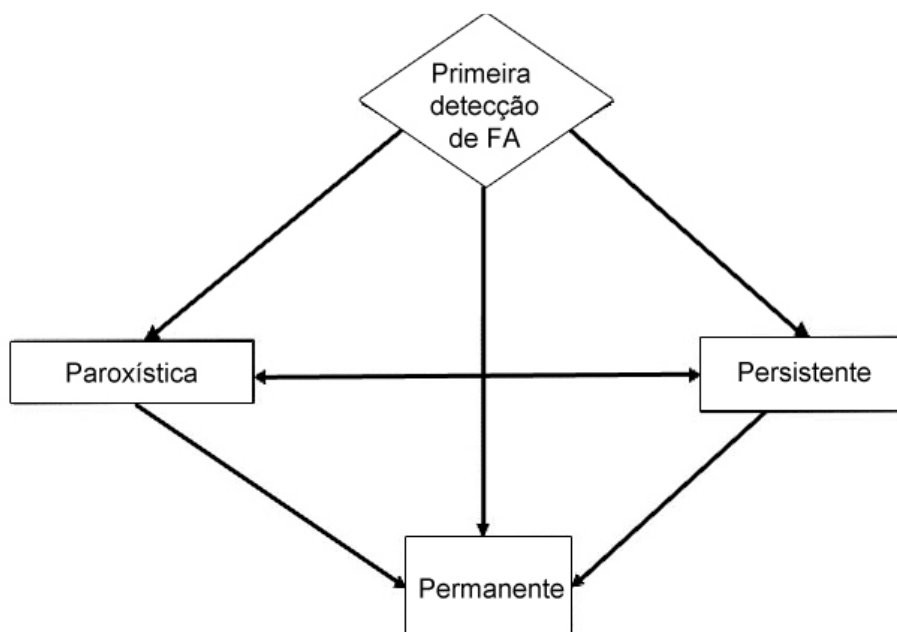 Primeira
detecção
de FA
Paroxística
Persistente
Permanente